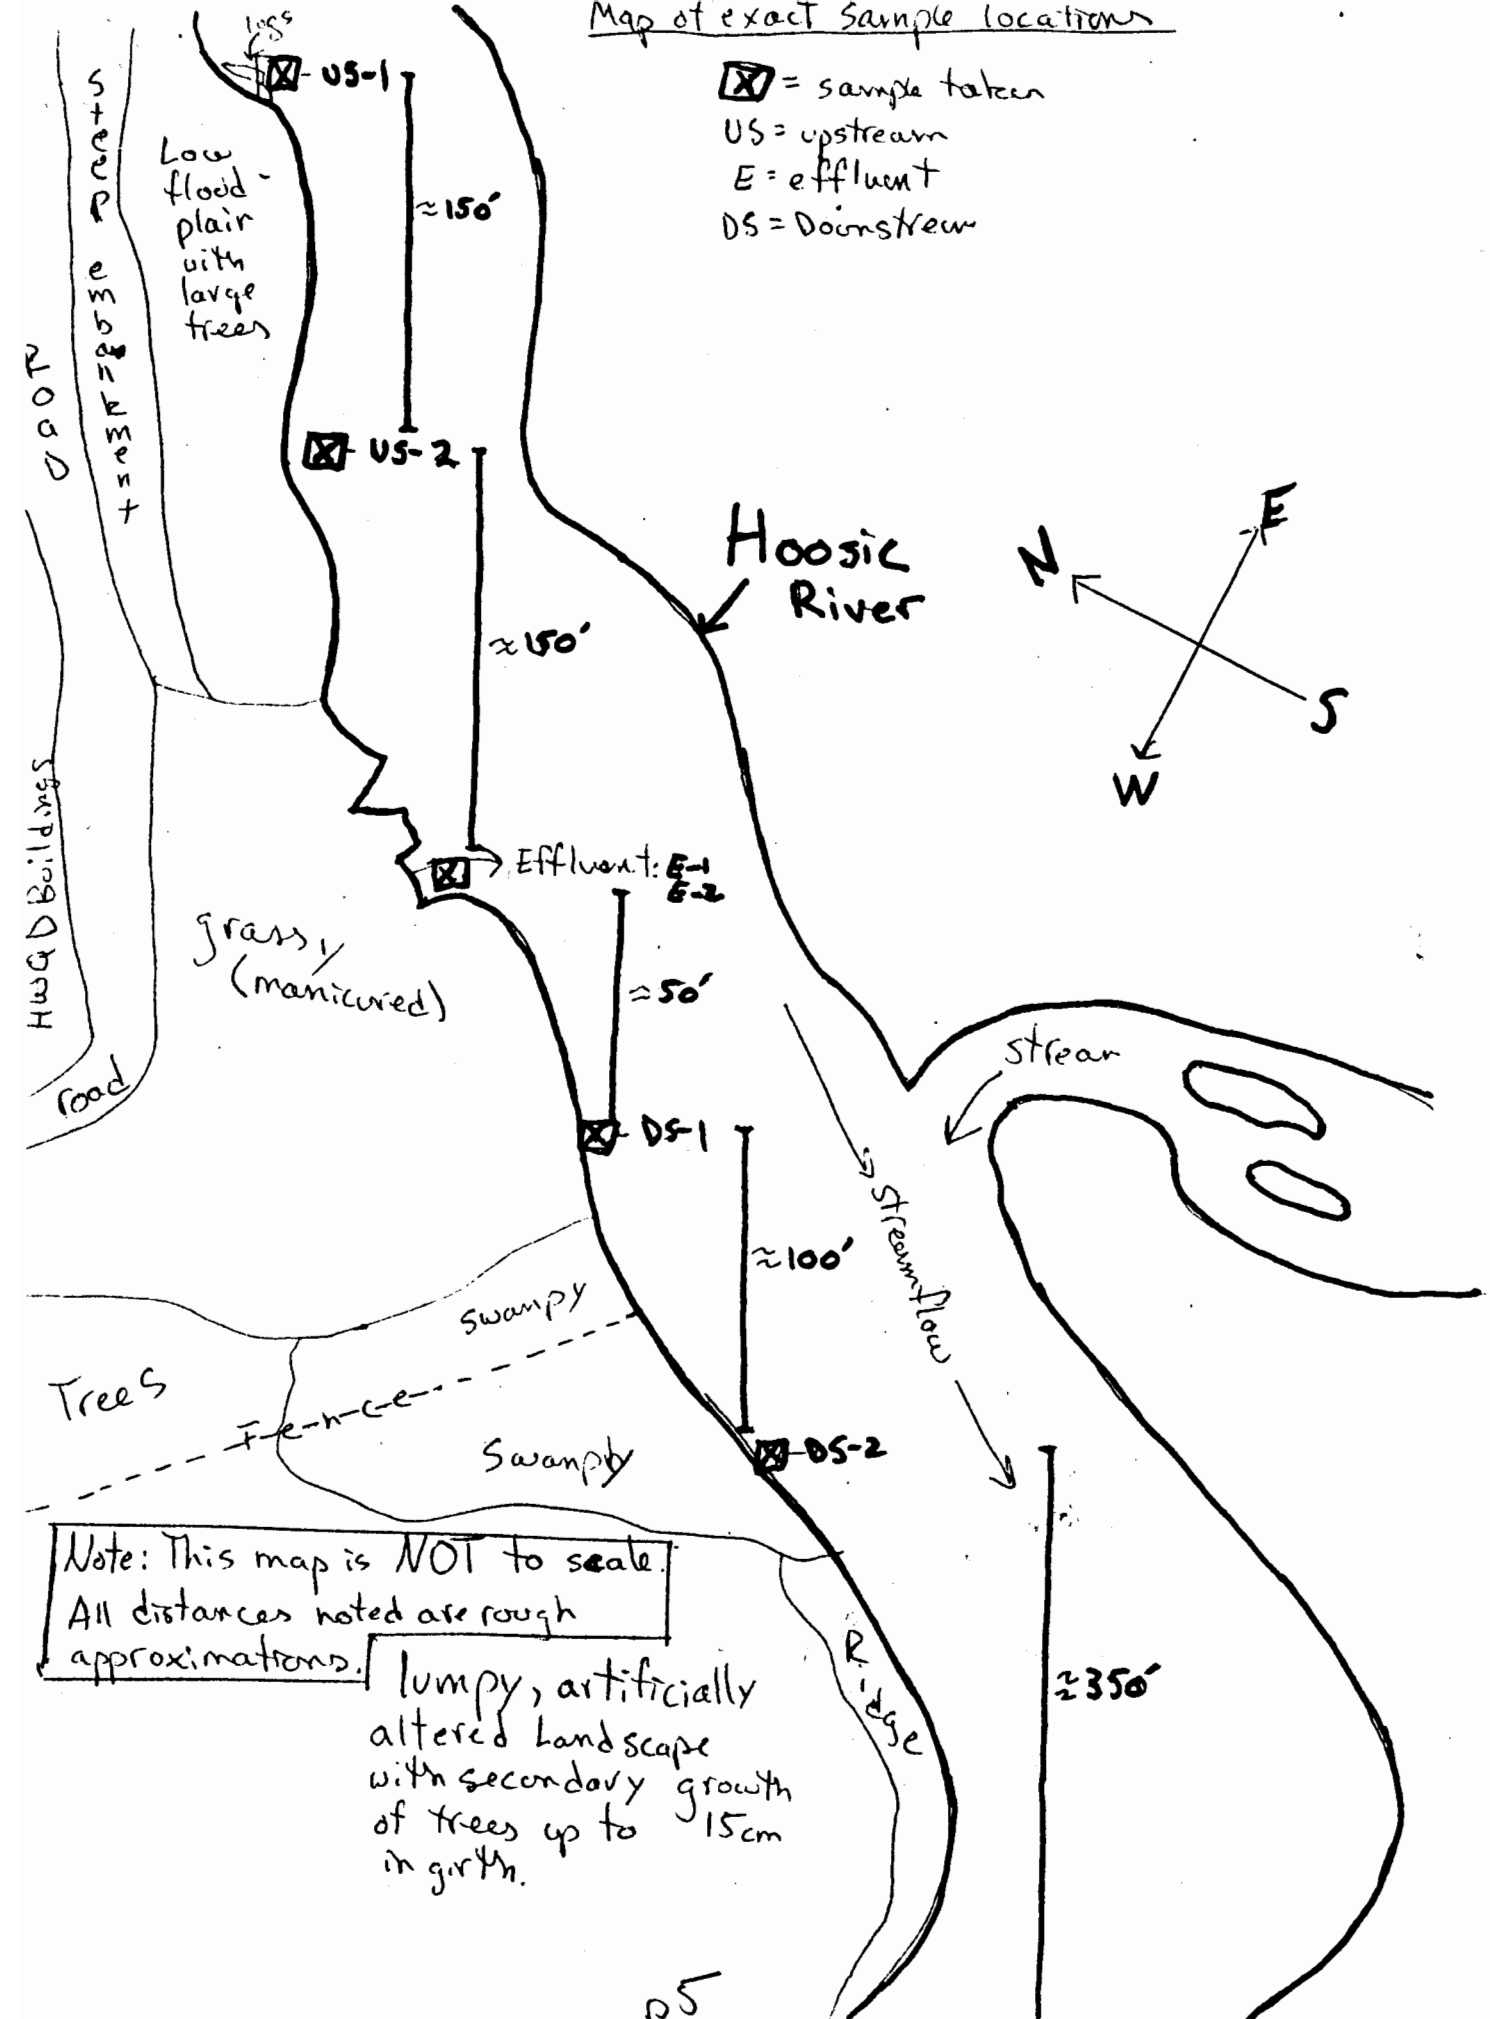 Map of exact Sample locations
logs
US-1
☒ = sample taken
US = upstream
E = effluent
DS = Downstream
steep embankment
Low
flood
plain
with
large
trees
≈150'
road
US-2
Hoosic
River
N
E
S
W
≈150'
HWQD Buildings
Effluent: E-1
E-2
grassy
(manicured)
≈50'
road
stream
DS-1
streamflow
≈100'
swampy
Trees
Fence
Swampy
DS-2
Note: This map is NOT to scale.
All distances noted are rough
approximations.
Ridge
≈350'
lumpy, artificially
altered Landscape
with secondary growth
of trees up to 15cm
in girth.
p5